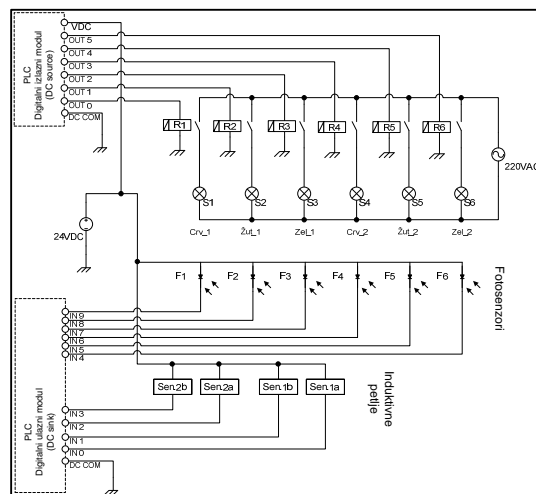 PLC
Digitalni izlazni modul
(DC source)
VDC
OUT 5
OUT 4
OUT 3
OUT 2
OUT 1
OUT 0
DC COM
R1
R2
R3
R4
R5
R6
220VAC
S1
S2
S3
S4
S5
S6
Crv_1
Žut_1
Zel_1
Crv_2
Žut_2
Zel_2
24VDC
F1
F2
F3
F4
F5
F6
Fotosenzori
PLC
Digitalni ulazni modul
(DC sink)
IN 9
IN 8
IN 7
IN 6
IN 5
IN 4
Sen.2b
Sen.2a
Sen.1b
Sen.1a
Induktivne
petlje
IN 3
IN 2
IN 1
IN 0
DC COM